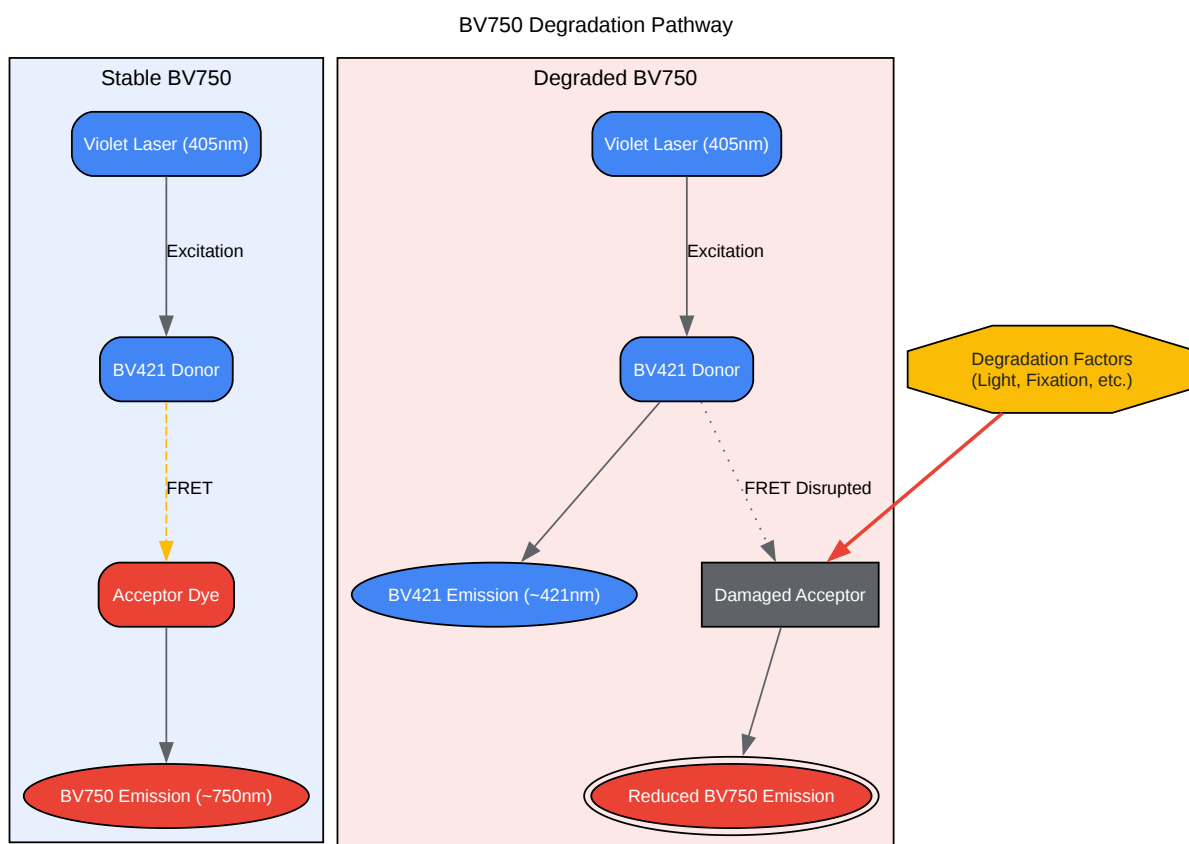 BV750 Degradation Pathway
Stable BV750
Violet Laser (405nm)
Excitation
BV421 Donor
FRET
Acceptor Dye
BV750 Emission (~750nm)
Degraded BV750
Violet Laser (405nm)
Excitation
BV421 Donor
FRET Disrupted
BV421 Emission (~421nm)
Damaged Acceptor
Reduced BV750 Emission
Degradation Factors
(Light, Fixation, etc.)